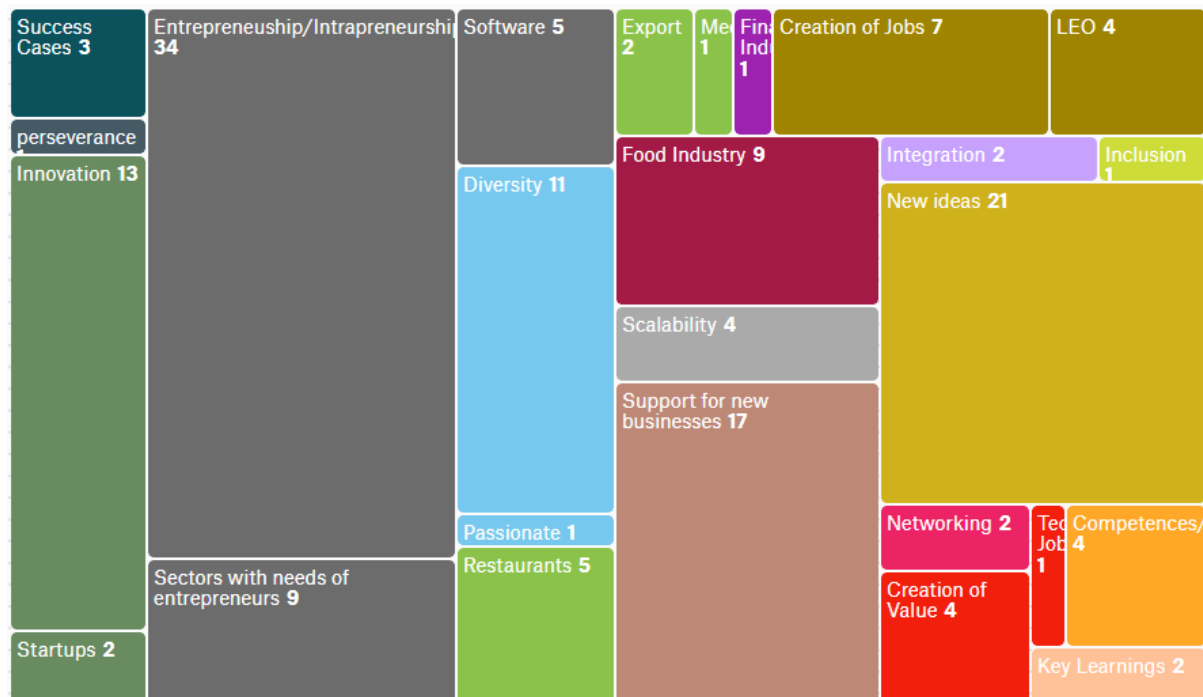 Success
Cases 3
perseverance
Innovation 13
Startups 2
Entrepreneuship/Intrapreneurship
34
Sectors with needs of
entrepreneurs 9
Software 5
Diversity 11
Passionate 1
Restaurants 5
Export
2
1
1
Creation of Jobs 7
LEO 4
Food Industry 9
Scalability 4
Support for new
businesses 17
Integration 2
Inclusion
1
New ideas 21
Networking 2
Creation of
Value 4
1
Competences/
4
Key Learnings 2